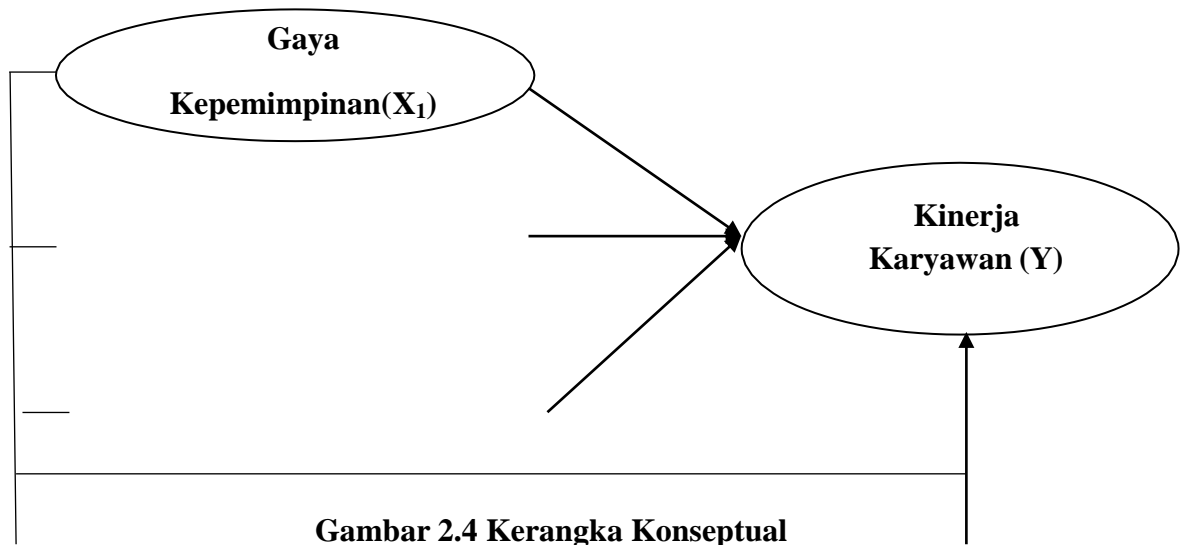 Gaya
Kepemimpinan(X₁)
Kinerja
Karyawan (Y)
Gambar 2.4 Kerangka Konseptual